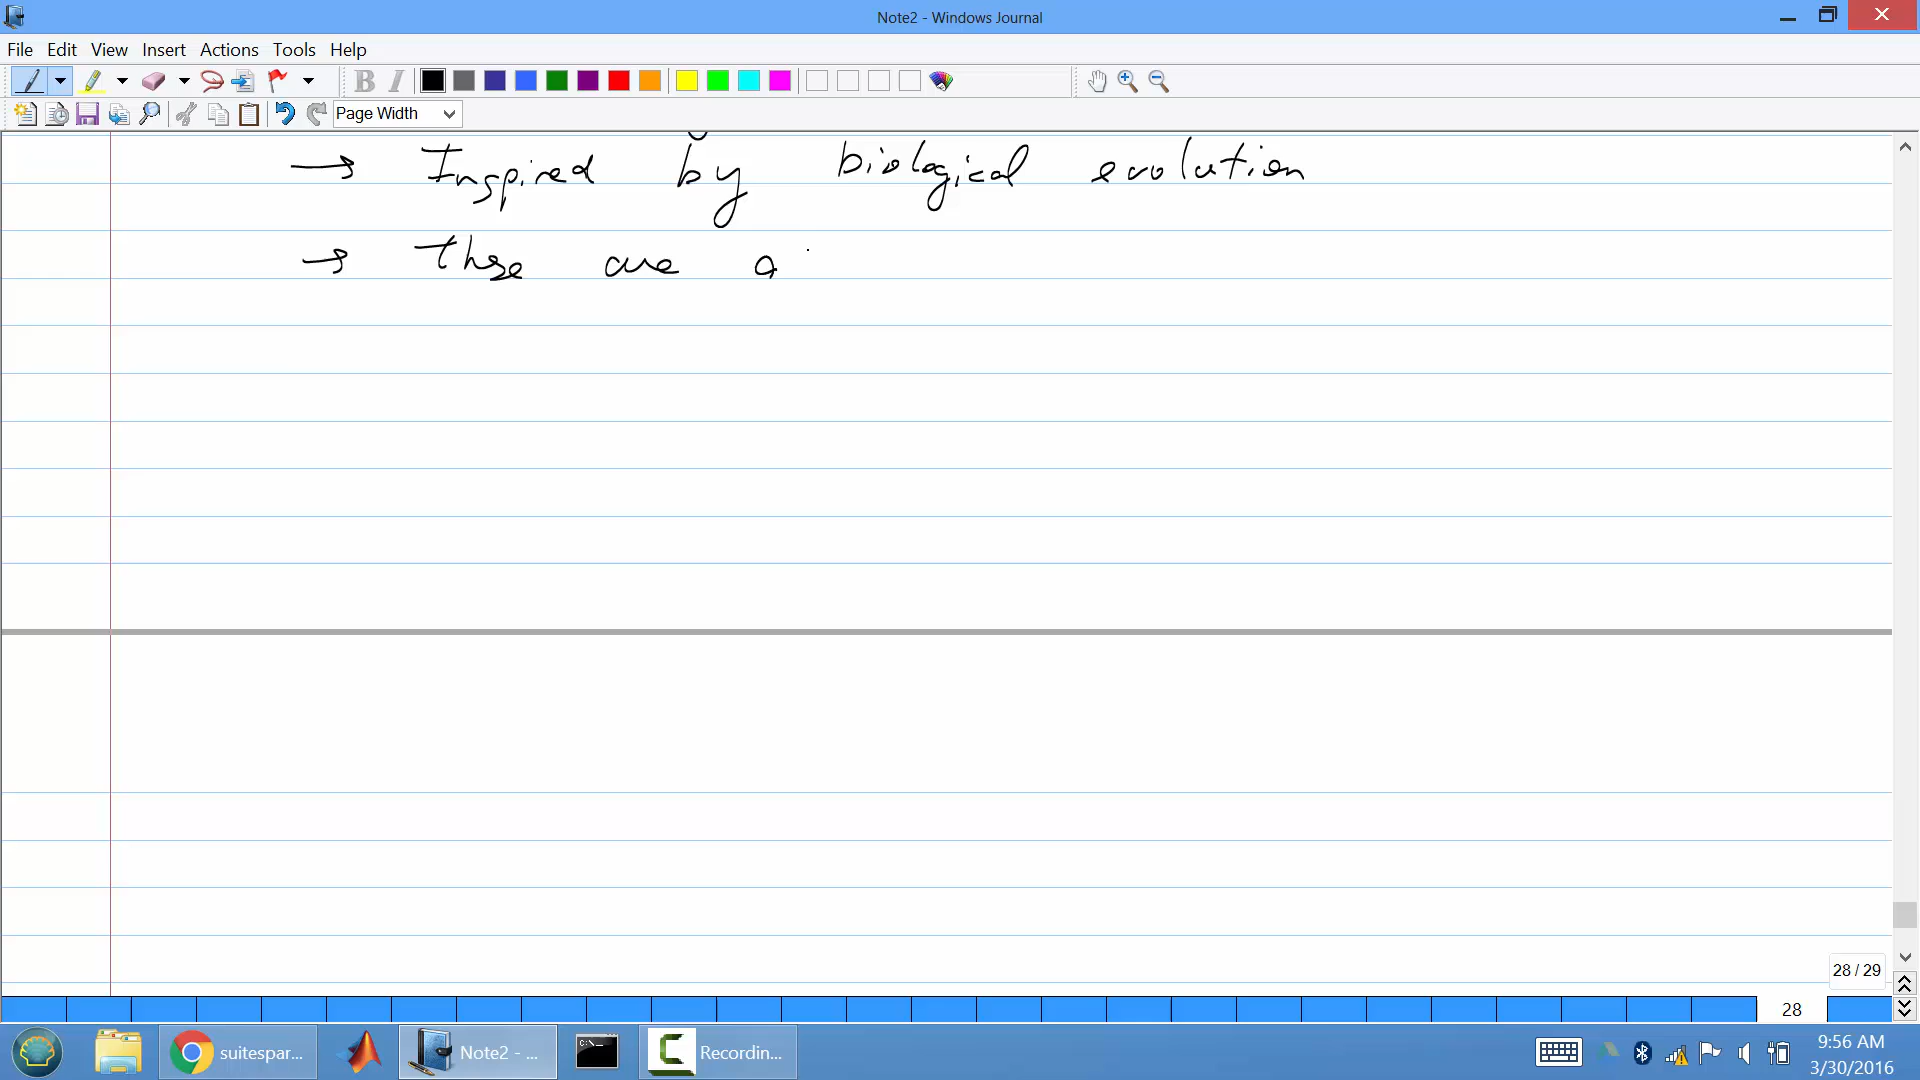 Note2 - Windows Journal
File Edit View Insert Actions Tools Help
B I
Page Width
→ Inspired by biological evolution
→ These are a
28 / 29
28
suitespar... Note2 - ... C:\_ C Recordin... 9:56 AM
3/30/2016